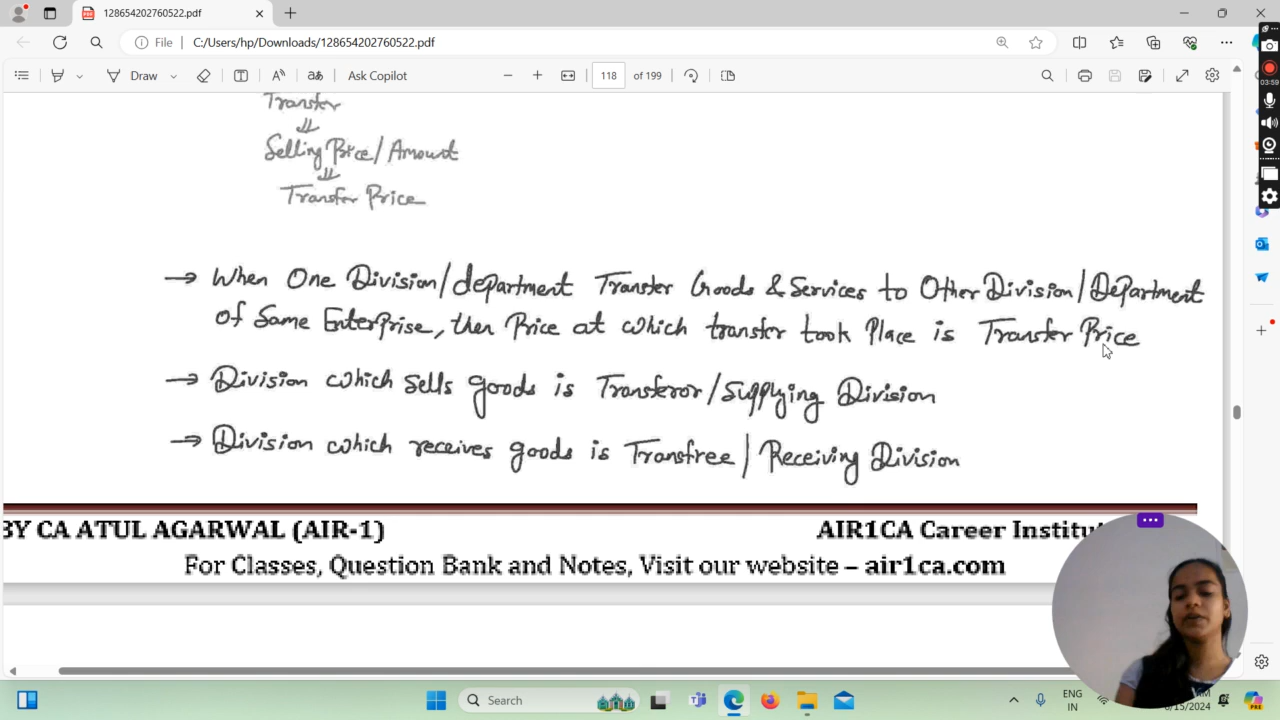 128654202760522.pdf
File
C:/Users/hp/Downloads/128654202760522.pdf
Draw
Ask Copilot
118 of 199
03:59
Transfer
Selling Price/Amount
Transfer Price
→ When One Division/department Transfer Goods & Services to Other Division/Department
of Same EnterPrise, then Price at which transfer took Place is Transfer Price
→ Division which sells goods is Transferor/Supplying Division
→ Division which receives goods is Transfree/Receiving Division
BY CA ATUL AGARWAL (AIR-1) AIR1CA Career Institu
For Classes, Question Bank and Notes, Visit our website – air1ca.com
Search
ENG
IN
/15/2024